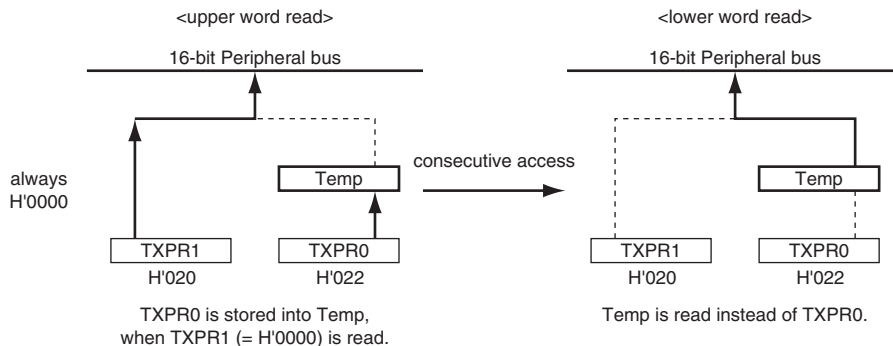 <upper word read>
16-bit Peripheral bus
always
H'0000
Temp
TXPR1
TXPR0
H'020
H'022
TXPR0 is stored into Temp,
when TXPR1 (= H'0000) is read.
consecutive access
<lower word read>
16-bit Peripheral bus
Temp
TXPR1
TXPR0
H'020
H'022
Temp is read instead of TXPR0.